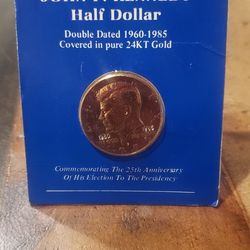 Half Dollar
Double Dated 1960-1985
Covered in pure 24KT Gold
Commemorating The 25th Anniversary
Of His Election To The Presidency